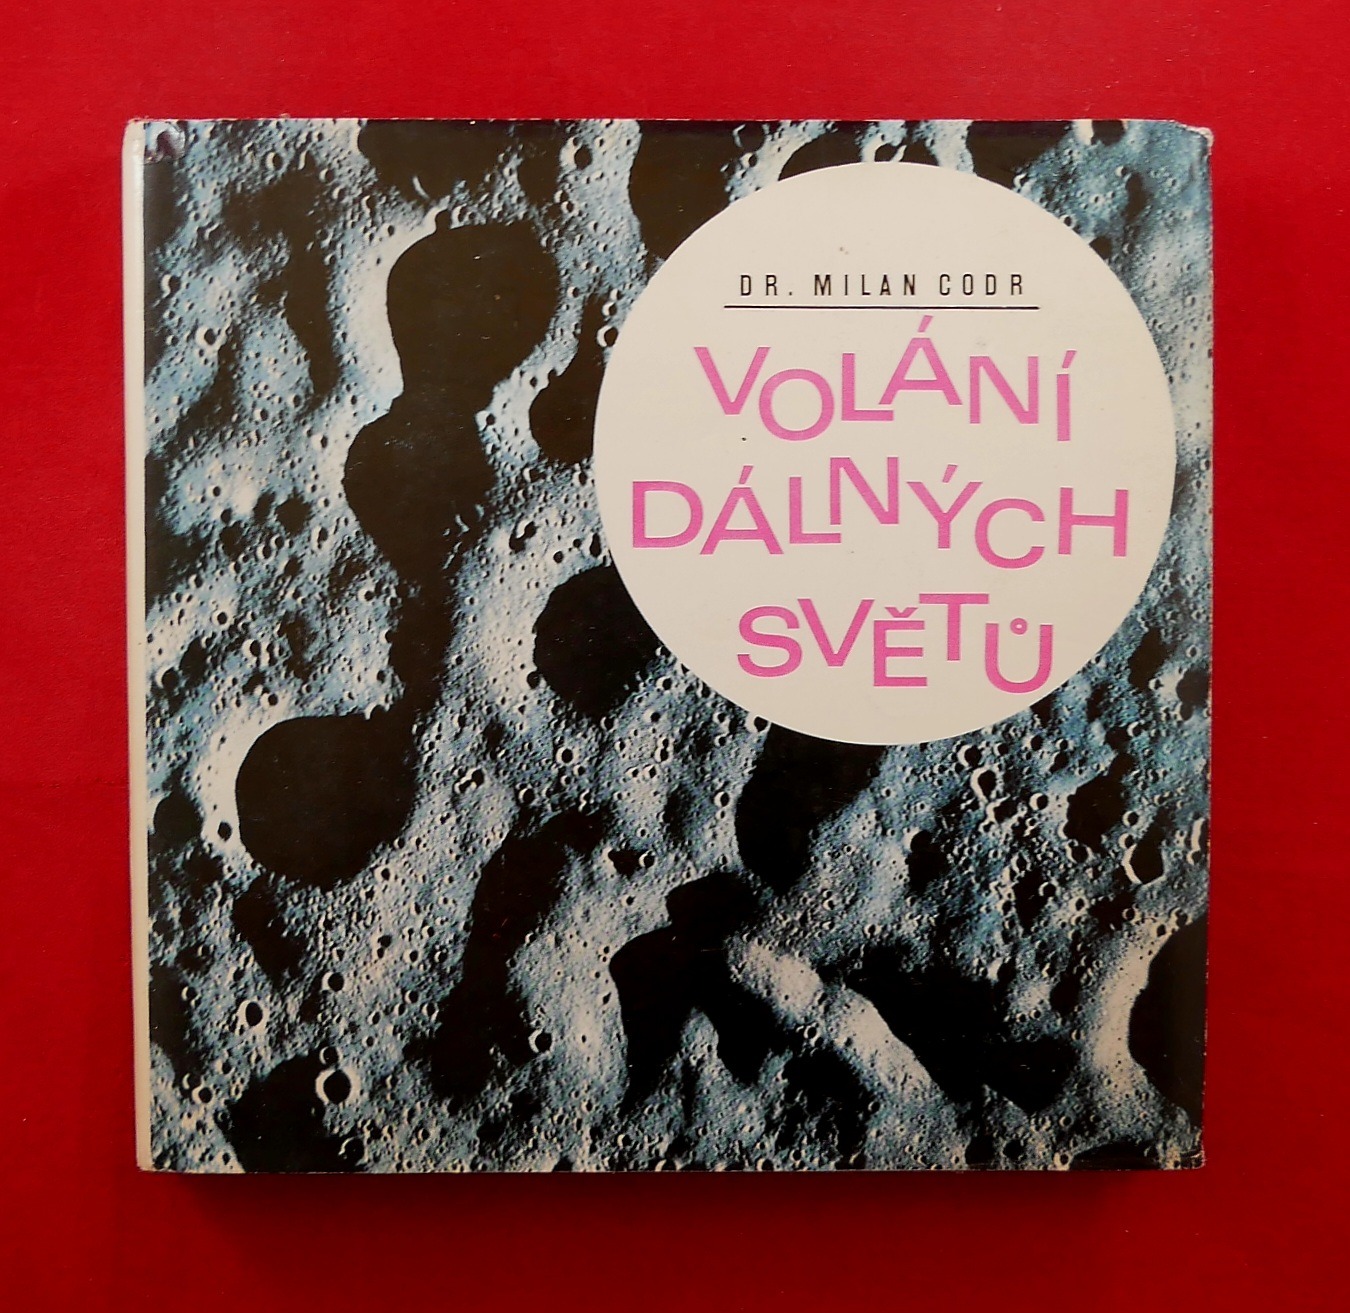 DR. MILAN CODR
VOLÁNÍ
DÁLNÝCH
SVĚTŮ